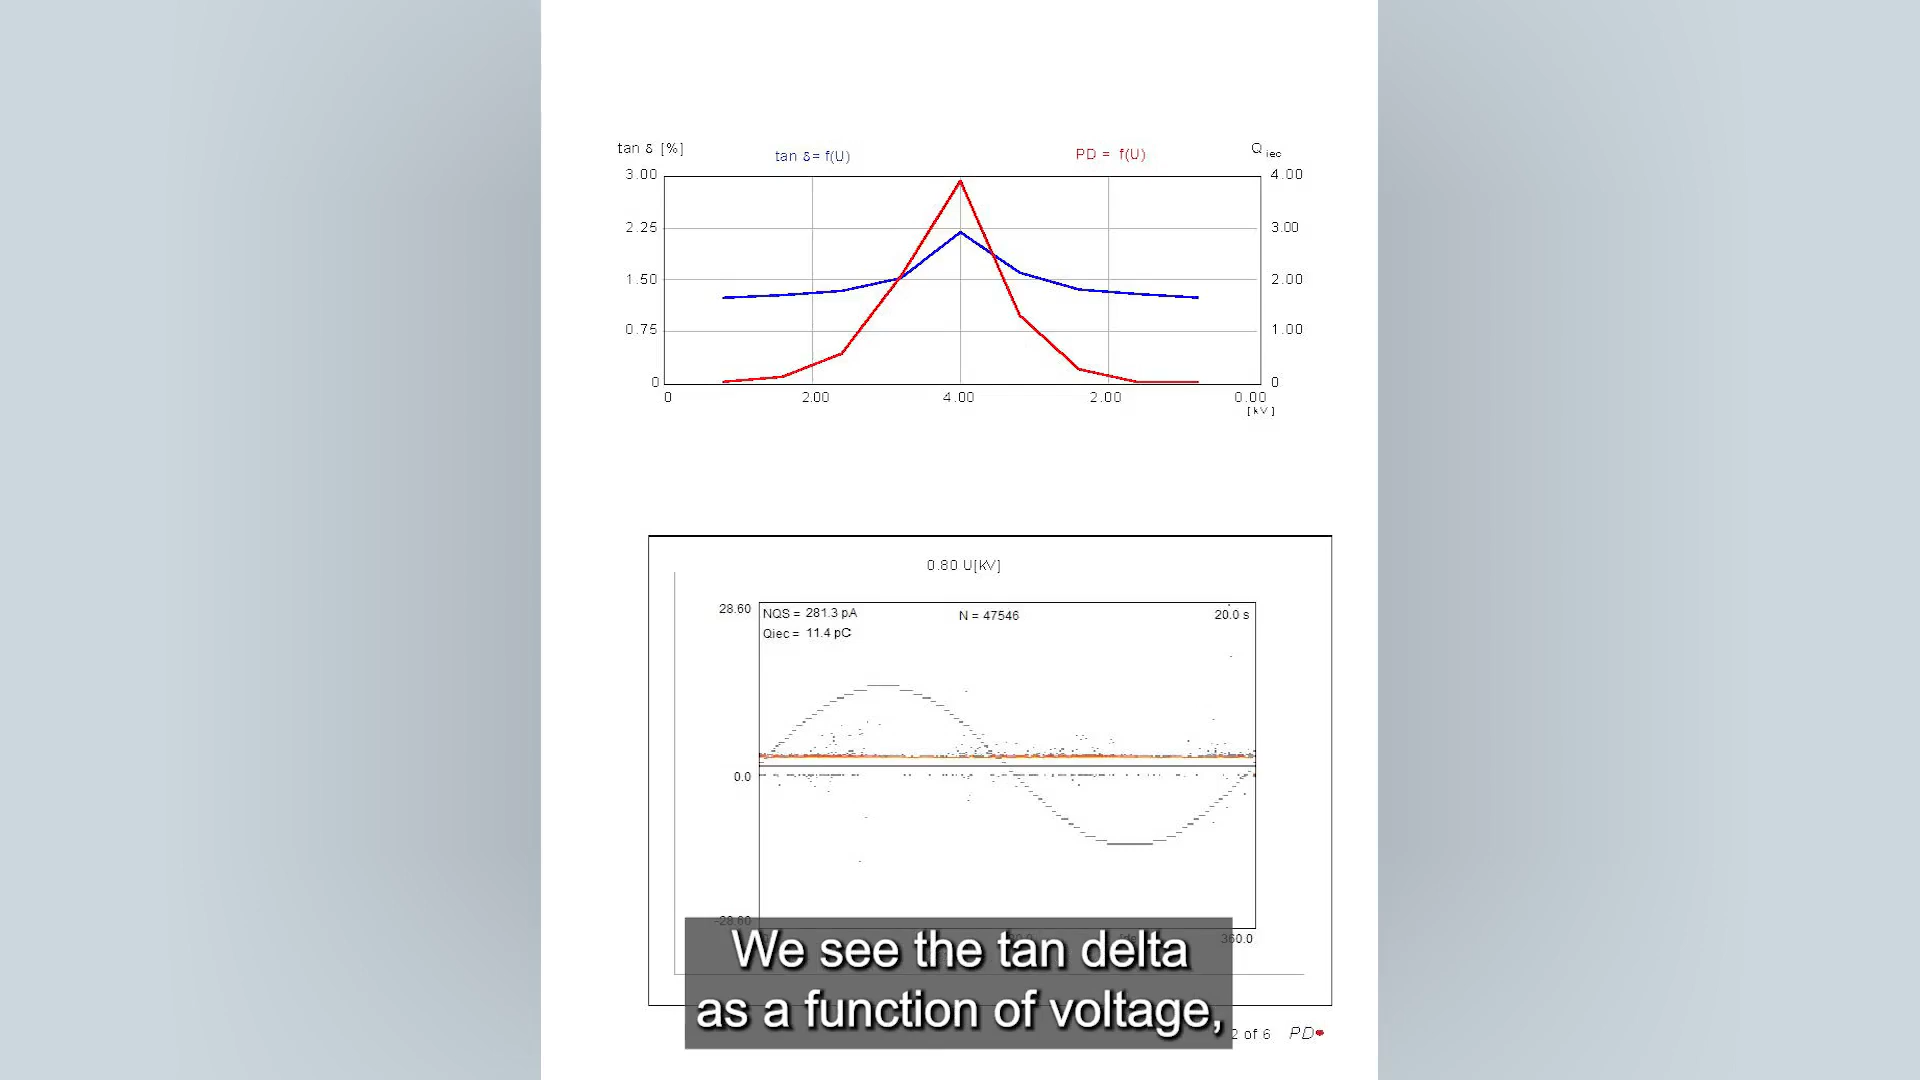 tan δ [%]
tan δ= f(U)
PD = f(U)
Q iec
3.00
4.00
2.25
3.00
1.50
2.00
0.75
1.00
0
0
0
2.00
4.00
2.00
0.00
[kV]
0.80 U[KV]
28.60
NQS = 281.3 pA
N = 47546
20.0 s
Qiec = 11.4 pC
0.0
-28.60
360.0
We see the tan delta
as a function of voltage,
2 of 6
PD